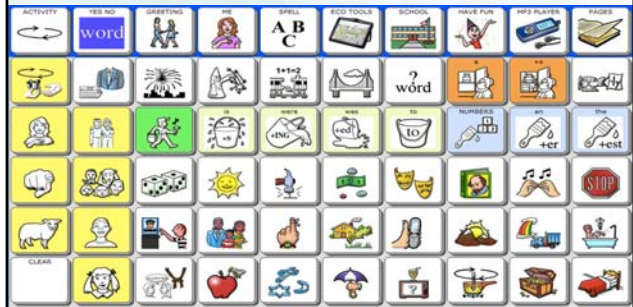 ACTIVITY YES NO GREETING ME SPELL ECO TOOLS SCHOOL HAVE FUN MP3 PLAYER PAGES
word A B
C
1+1=2 ? a +o
word
is were was to NUMBERS en the
+s +ING +ed to +er +est
STOP
CLEAR
?